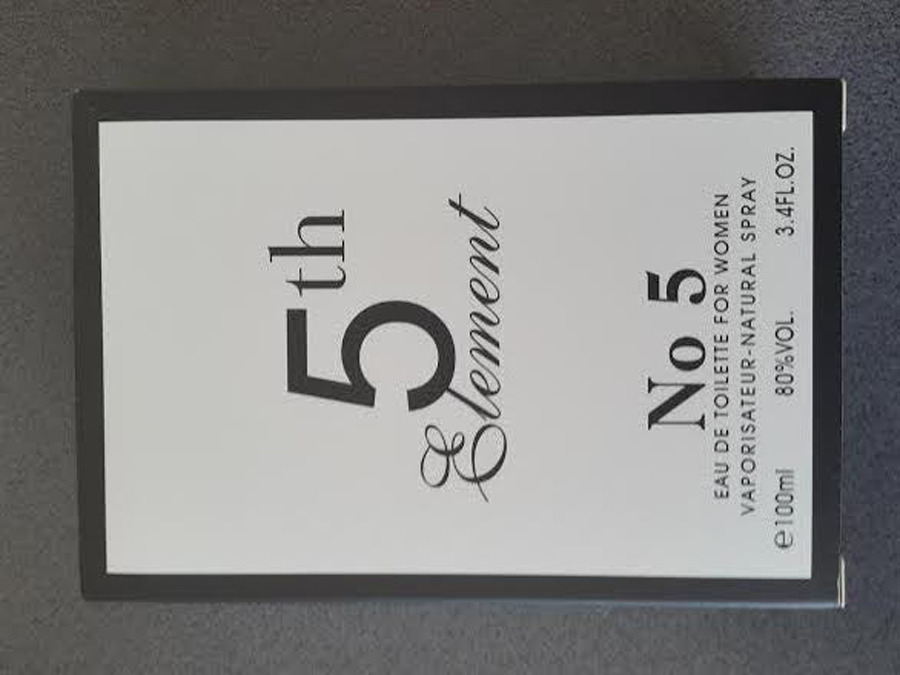 5th
Element
No 5
EAU DE TOILETTE FOR WOMEN
VAPORISATEUR-NATURAL SPRAY
℮100ml 80%VOL. 3.4FL.OZ.